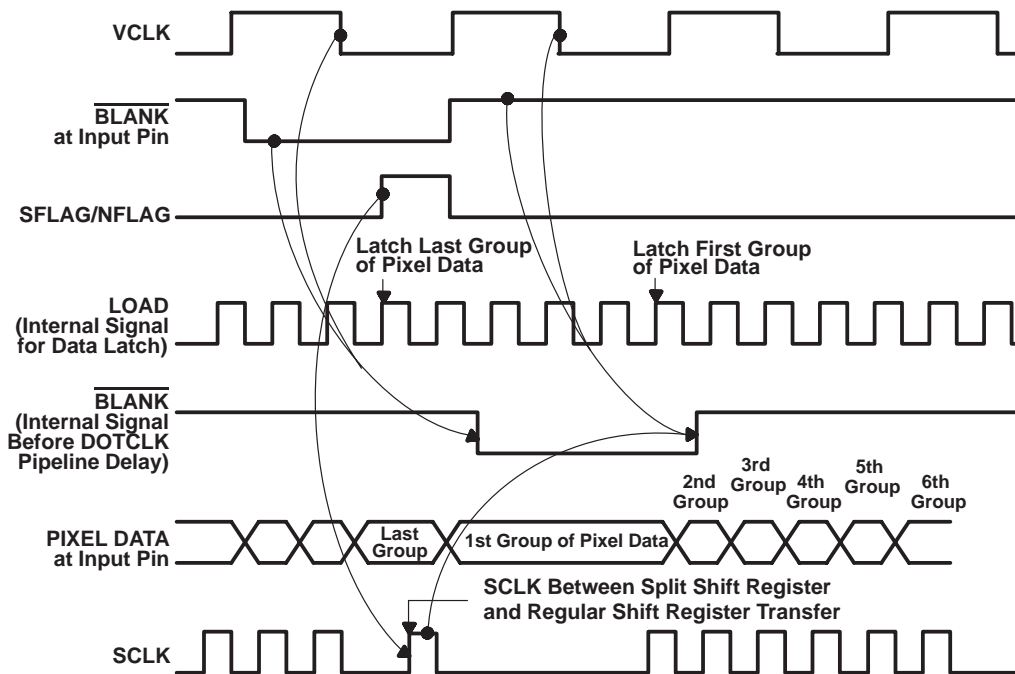 VCLK
BLANK
at Input Pin
SFLAG/NFLAG
Latch Last Group
of Pixel Data
Latch First Group
of Pixel Data
LOAD
(Internal Signal
for Data Latch)
BLANK
(Internal Signal
Before DOTCLK
Pipeline Delay)
2nd
Group
3rd
Group
4th
Group
5th
Group
6th
Group
PIXEL DATA
at Input Pin
Last
Group
1st Group of Pixel Data
SCLK Between Split Shift Register
and Regular Shift Register Transfer
SCLK